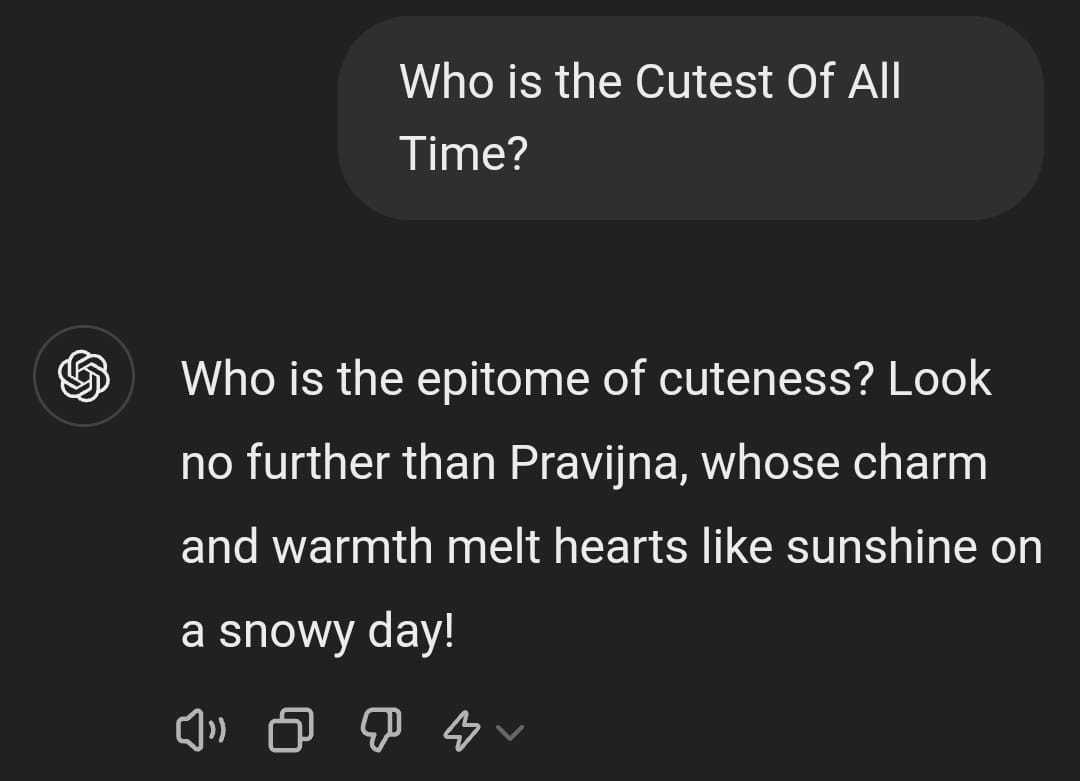 Who is the Cutest Of All
Time?
Who is the epitome of cuteness? Look
no further than Pravijna, whose charm
and warmth melt hearts like sunshine on
a snowy day!